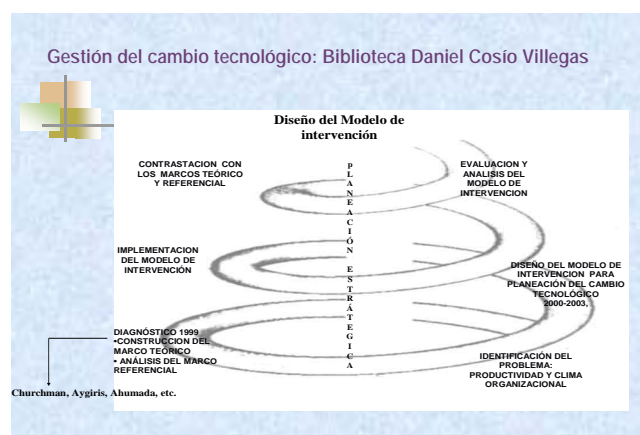 Gestión del cambio tecnológico: Biblioteca Daniel Cosío Villegas
Diseño del Modelo de
intervención
CONTRASTACION CON
LOS MARCOS TEÓRICO
Y REFERENCIAL
EVALUACION Y
ANALISIS DEL
MODELO DE
INTERVENCION
P
L
A
N
E
A
C
I
Ó
N
E
S
T
R
Á
T
E
G
I
C
A
IMPLEMENTACION
DEL MODELO DE
INTERVENCIÓN
DISEÑO DEL MODELO DE
INTERVENCION PARA
PLANEACIÓN DEL CAMBIO
TECNOLÓGICO
2000-2003,
DIAGNÓSTICO 1999
•CONSTRUCCION DEL
MARCO TEÓRICO
• ANÁLISIS DEL MARCO
REFERENCIAL
IDENTIFICACIÓN DEL
PROBLEMA:
PRODUCTIVIDAD Y CLIMA
ORGANIZACIONAL
Churchman, Aygiris, Ahumada, etc.